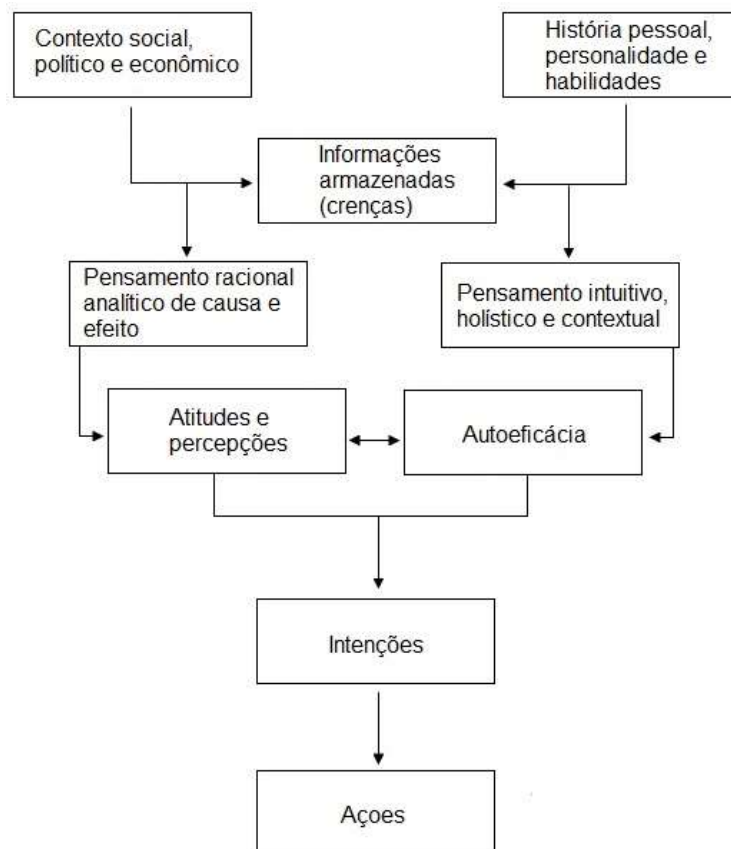 Contexto social,
político e econômico
História pessoal,
personalidade e
habilidades
Informações
armazenadas
(crenças)
Pensamento racional
analítico de causa e
efeito
Pensamento intuitivo,
holístico e contextual
Atitudes e
percepções
Autoeficácia
Intenções
Açoes